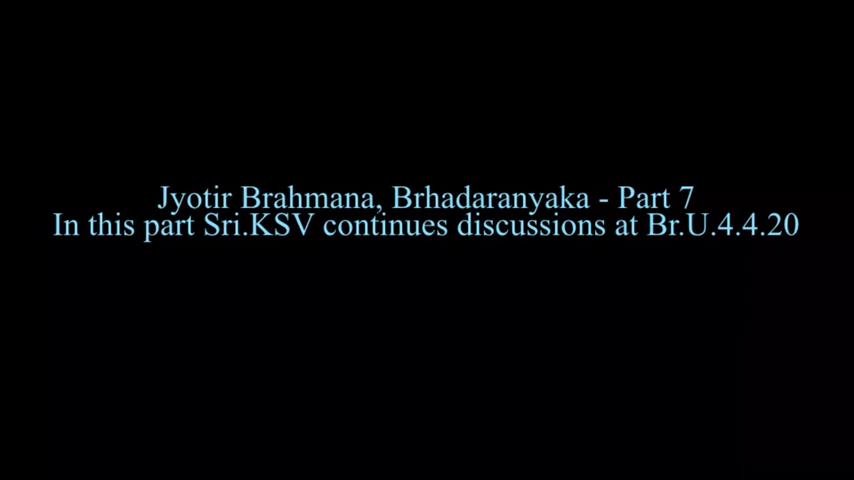 Jyotir Brahmana, Brhadaranyaka - Part 7
In this part Sri.KSV continues discussions at Br.U.4.4.20